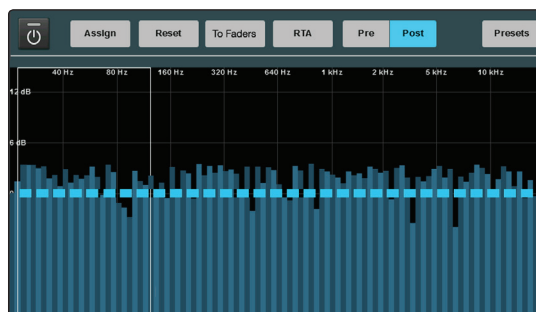 Assign Reset To Faders RTA Pre Post Presets
40 Hz 80 Hz 160 Hz 320 Hz 640 Hz 1 kHz 2 kHz 5 kHz 10 kHz
12 dB
6 dB
0